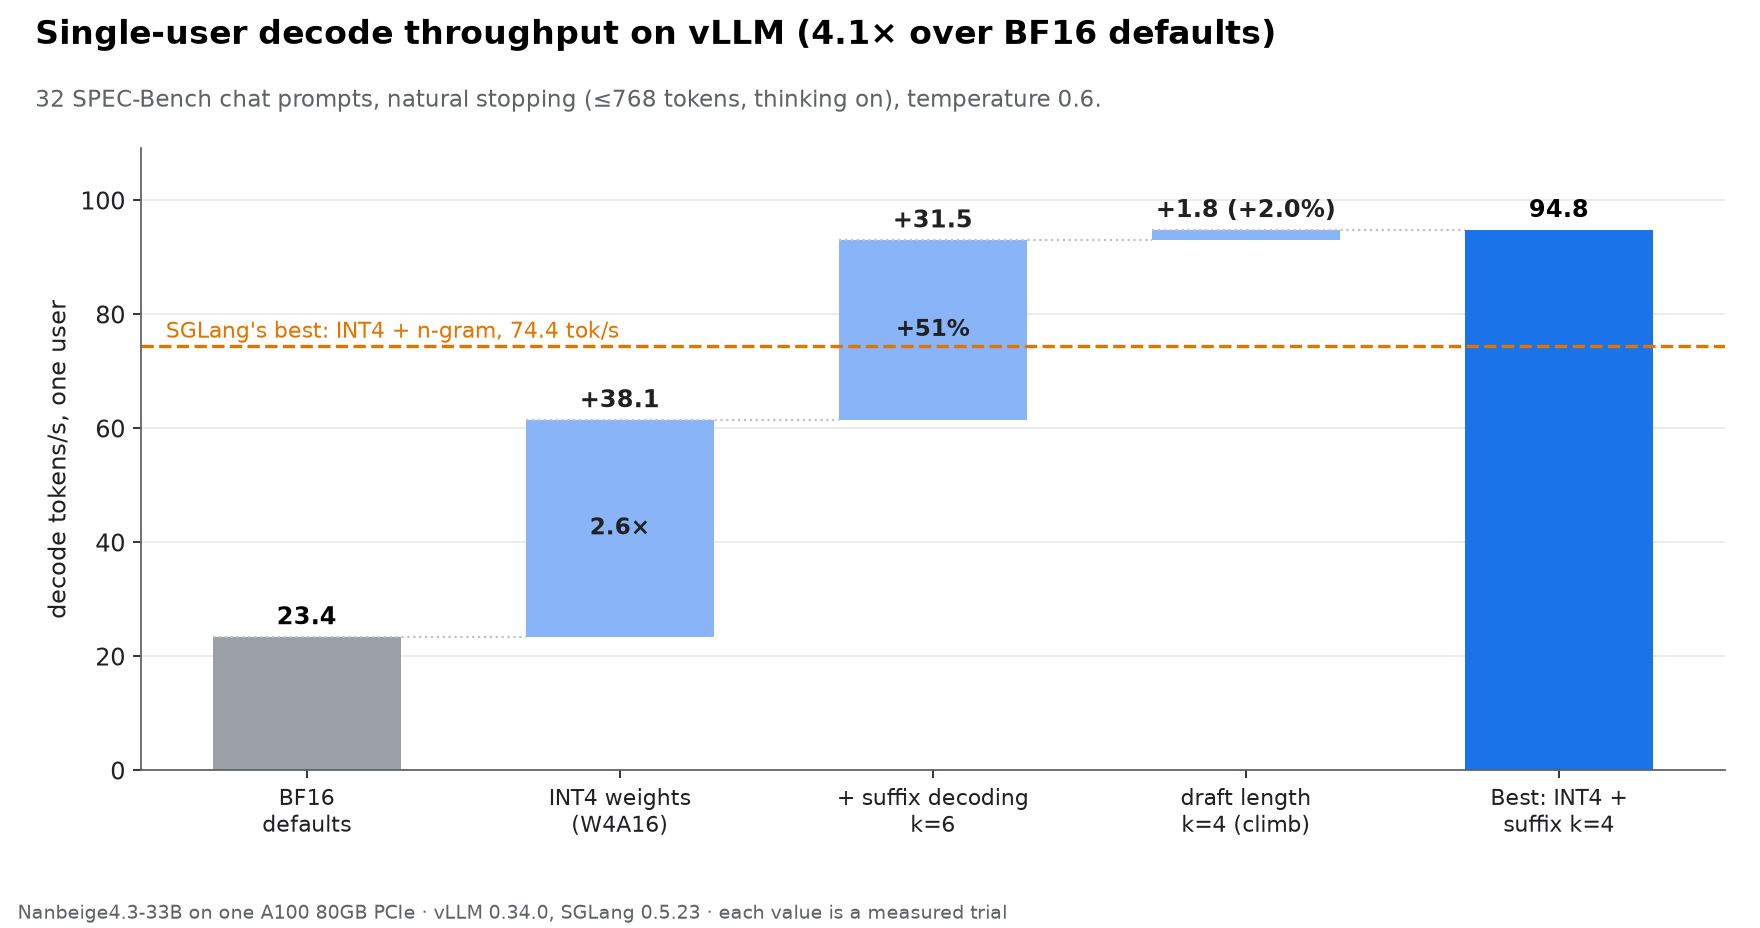 Single-user decode throughput on vLLM (4.1× over BF16 defaults)
32 SPEC-Bench chat prompts, natural stopping (≤768 tokens, thinking on), temperature 0.6.
decode tokens/s, one user
100
80
60
40
20
0
SGLang's best: INT4 + n-gram, 74.4 tok/s
23.4
+38.1
2.6×
+31.5
+51%
+1.8 (+2.0%)
94.8
BF16
defaults
INT4 weights
(W4A16)
+ suffix decoding
k=6
draft length
k=4 (climb)
Best: INT4 +
suffix k=4
Nanbeige4.3-33B on one A100 80GB PCIe · vLLM 0.34.0, SGLang 0.5.23 · each value is a measured trial